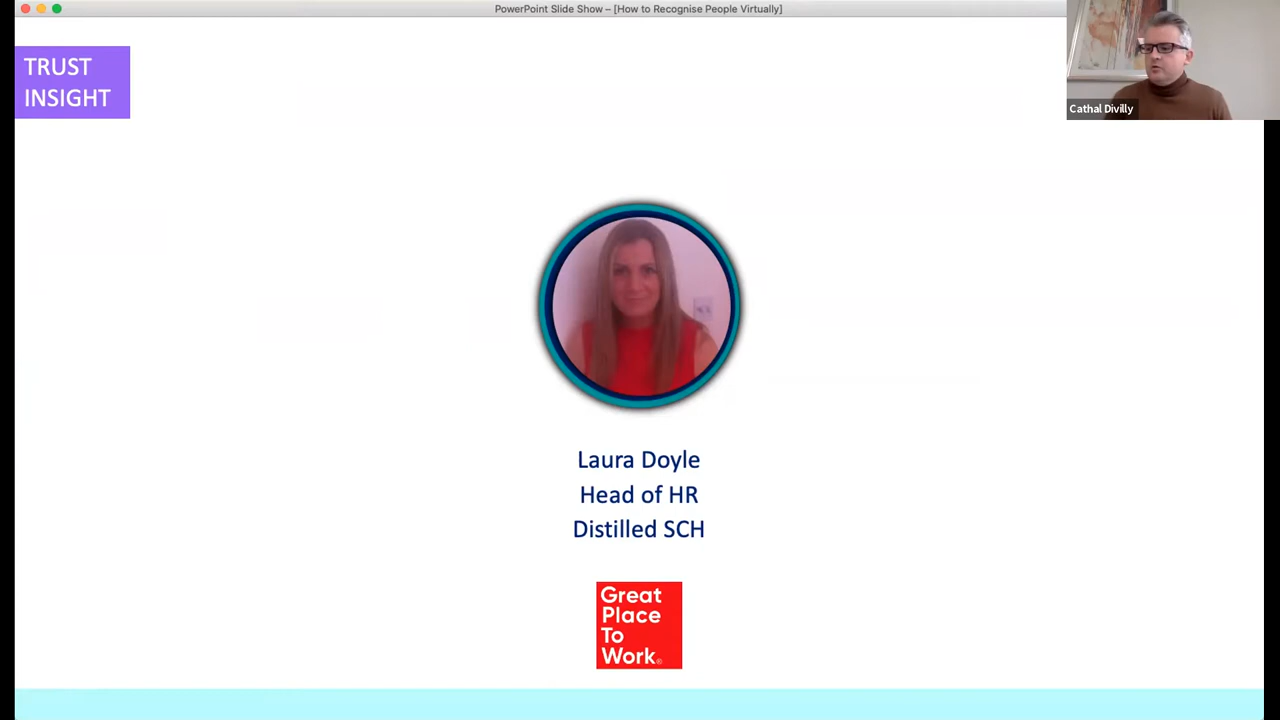 PowerPoint Slide Show – [How to Recognise People Virtually]
TRUST
INSIGHT
Cathal Divilly
Laura Doyle
Head of HR
Distilled SCH
Great
Place
To
Work®